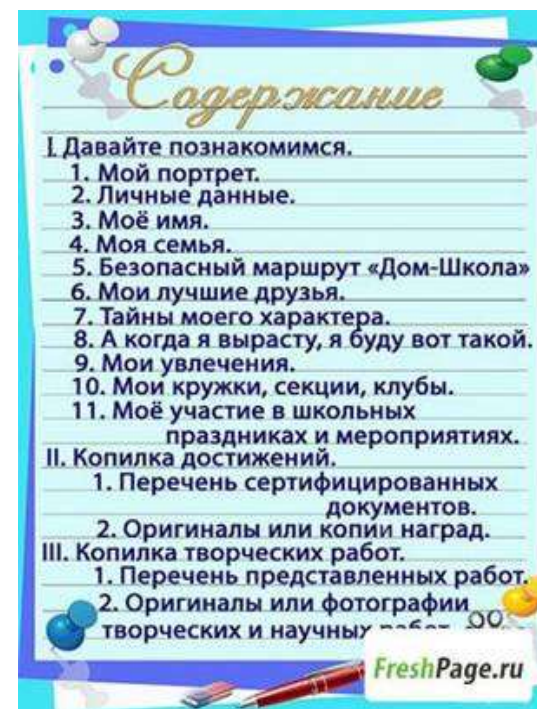 Содержание
I. Давайте познакомимся.
1. Мой портрет.
2. Личные данные.
3. Моё имя.
4. Моя семья.
5. Безопасный маршрут «Дом-Школа»
6. Мои лучшие друзья.
7. Тайны моего характера.
8. А когда я вырасту, я буду вот такой.
9. Мои увлечения.
10. Мои кружки, секции, клубы.
11. Моё участие в школьных
праздниках и мероприятиях.
II. Копилка достижений.
1. Перечень сертифицированных
документов.
2. Оригиналы или копии наград.
III. Копилка творческих работ.
1. Перечень представленных работ.
2. Оригиналы или фотографии
творческих и научных работ.
FreshPage.ru